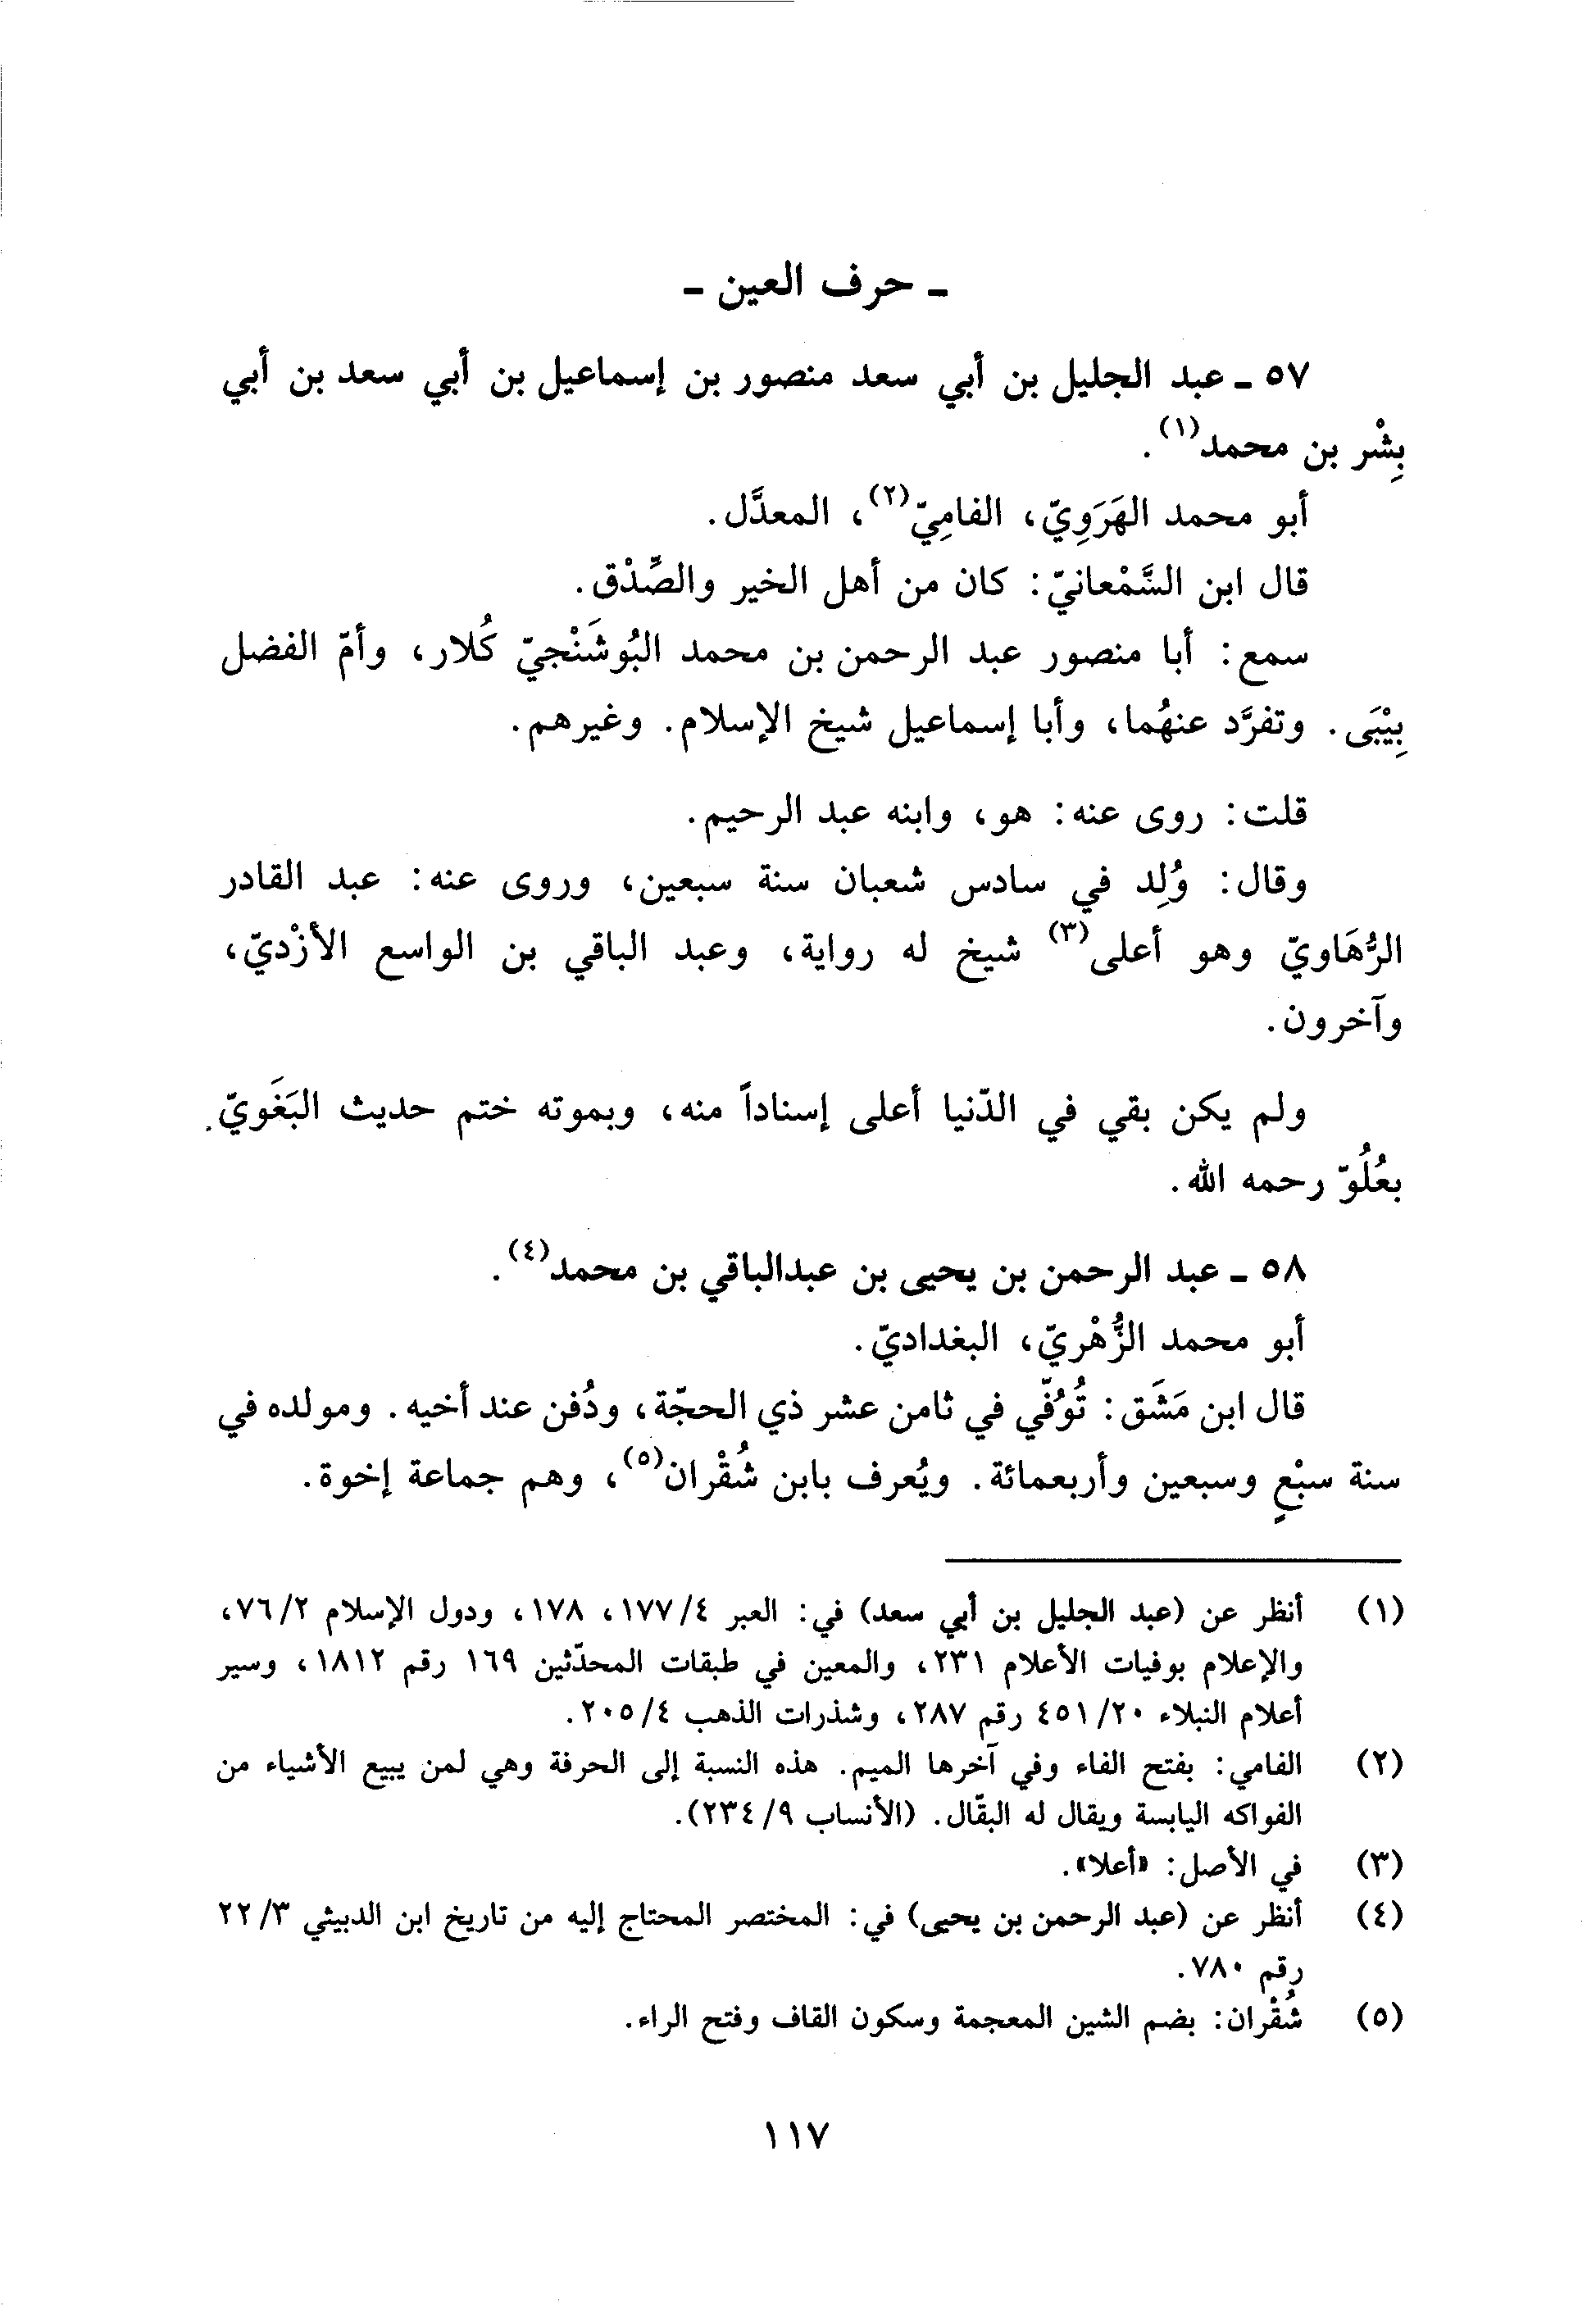 ـ حرف العين ـ
٥٧ ـ عبد الجليل بن أبي سعد منصور بن إسماعيل بن أبي سعد بن أبي
بِشْر بن محمد(١).
أبو محمد الهَرَوِيّ، الفامِيّ(٢)، المعدَّل.
قال ابن السَّمْعانيّ: كان من أهل الخير والصِّدْق.
سمع: أبا منصور عبد الرحمن بن محمد البُوشَنْجيّ كُلار، وأمّ الفضل
بِيْبَى. وتفرَّد عنهُما، وأبا إسماعيل شيخ الإسلام. وغيرهم.
قلت: روى عنه: هو، وابنه عبد الرحيم.
وقال: وُلِد في سادس شعبان سنة سبعين، وروى عنه: عبد القادر
الرُّهَاويّ وهو أعلى(٣) شيخ له رواية، وعبد الباقي بن الواسع الأزْديّ،
وآخرون.
ولم يكن بقي في الدّنيا أعلى إسناداً منه، وبموته ختم حديث البَغَويّ.
بعُلُوّ رحمه الله.
٥٨ ـ عبد الرحمن بن يحيى بن عبدالباقي بن محمد(٤).
أبو محمد الزُّهْريّ، البغداديّ.
قال ابن مَشَّق: تُوُفّي في ثامن عشر ذي الحجّة، ودُفن عند أخيه. ومولده في
سنة سبْعٍ وسبعين وأربعمائة. ويُعرف بابن شُقْران(٥)، وهم جماعة إخوة.
(١) أنظر عن (عبد الجليل بن أبي سعد) في: العبر ٤/١٧٧، ١٧٨، ودول الإسلام ٢/٧٦،
والإعلام بوفيات الأعلام ٢٣١، والمعين في طبقات المحدّثين ١٦٩ رقم ١٨١٢، وسير
أعلام النبلاء ٢٠/٤٥١ رقم ٢٨٧، وشذرات الذهب ٤/٢٠٥.
(٢) الفامي: بفتح الفاء وفي آخرها الميم. هذه النسبة إلى الحرفة وهي لمن يبيع الأشياء من
الفواكه اليابسة ويقال له البقّال. (الأنساب ٩/٢٣٤).
(٣) في الأصل: «أعلا».
(٤) أنظر عن (عبد الرحمن بن يحيى) في: المختصر المحتاج إليه من تاريخ ابن الدبيثي ٣/٢٢
رقم ٧٨٠.
(٥) شُقْران: بضم الشين المعجمة وسكون القاف وفتح الراء.
١١٧